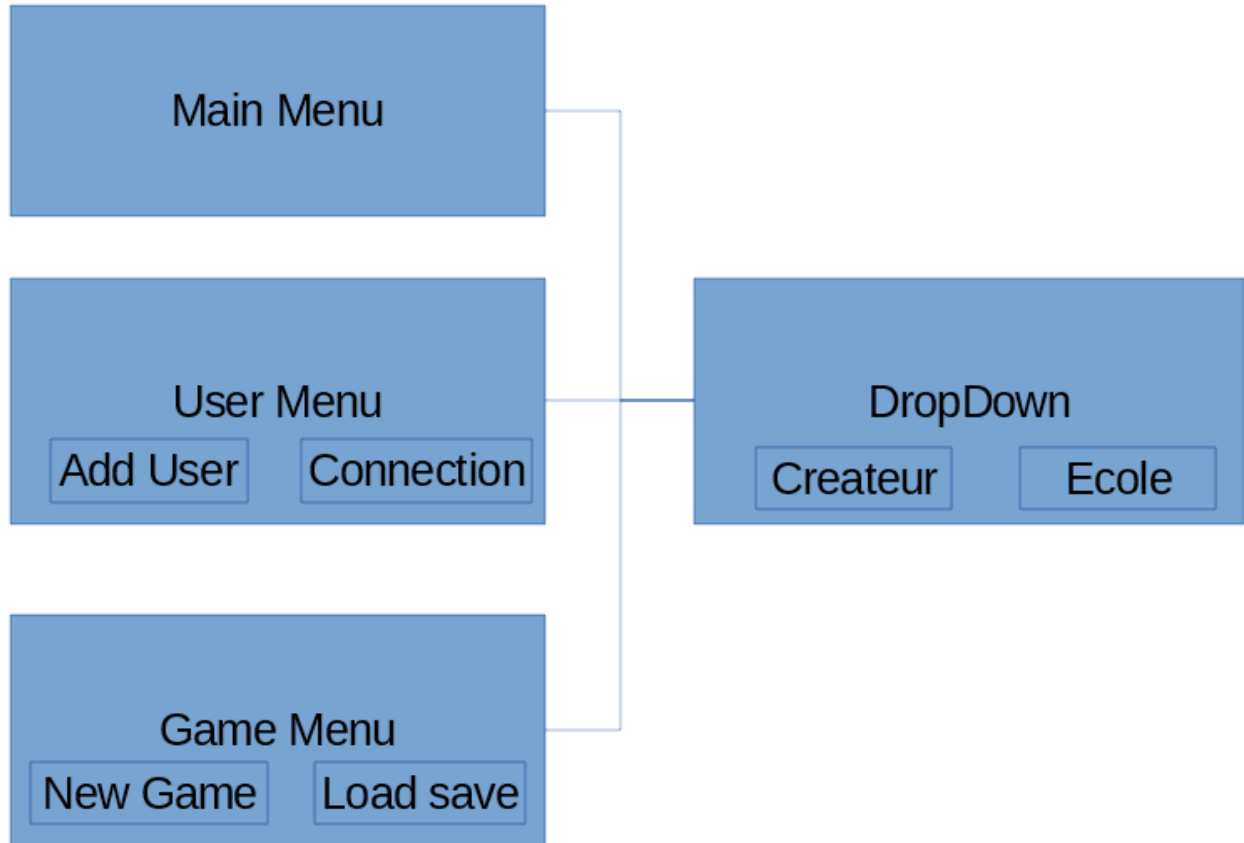 Main Menu
User Menu
Add User
Connection
DropDown
Createur
Ecole
Game Menu
New Game
Load save